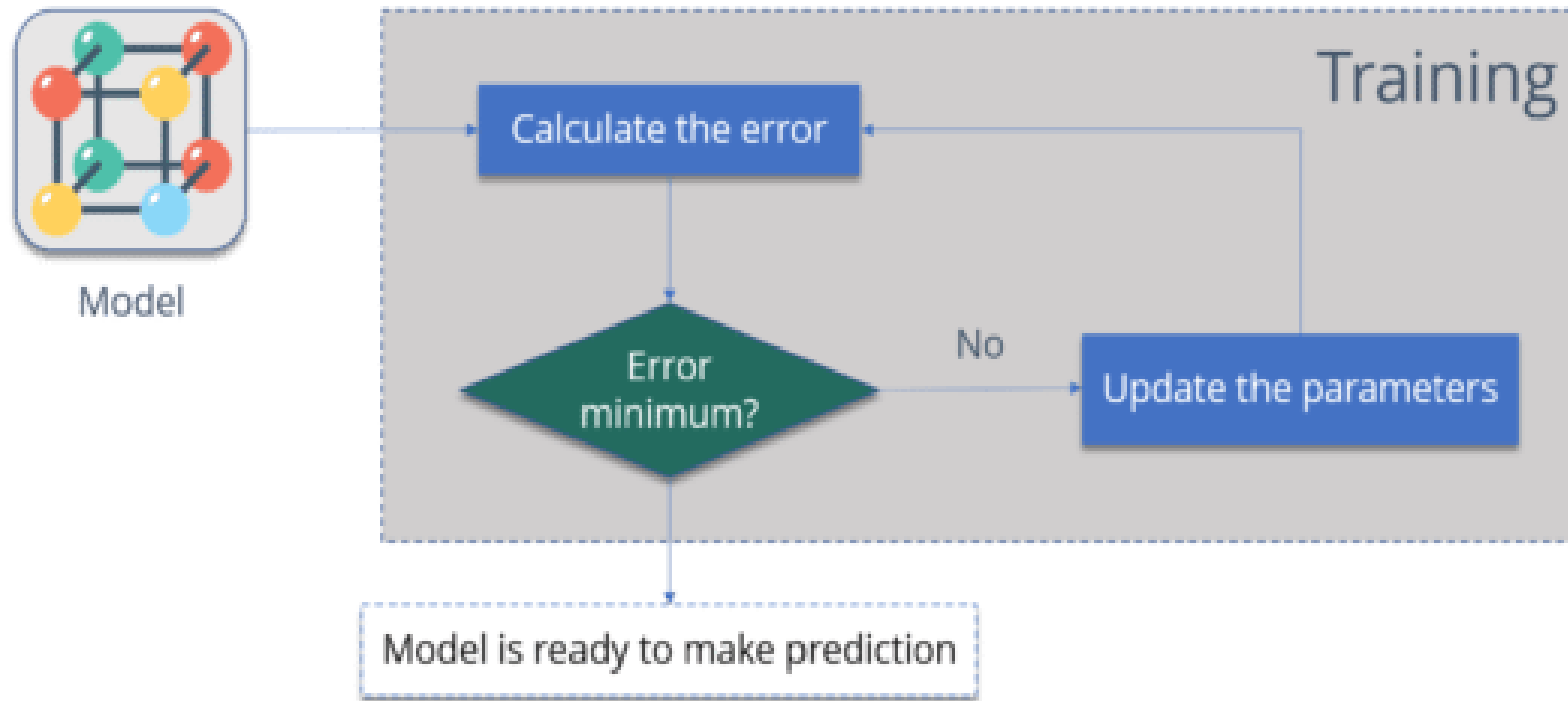 Training
Calculate the error
Model
Error
minimum?
No
Update the parameters
Model is ready to make prediction